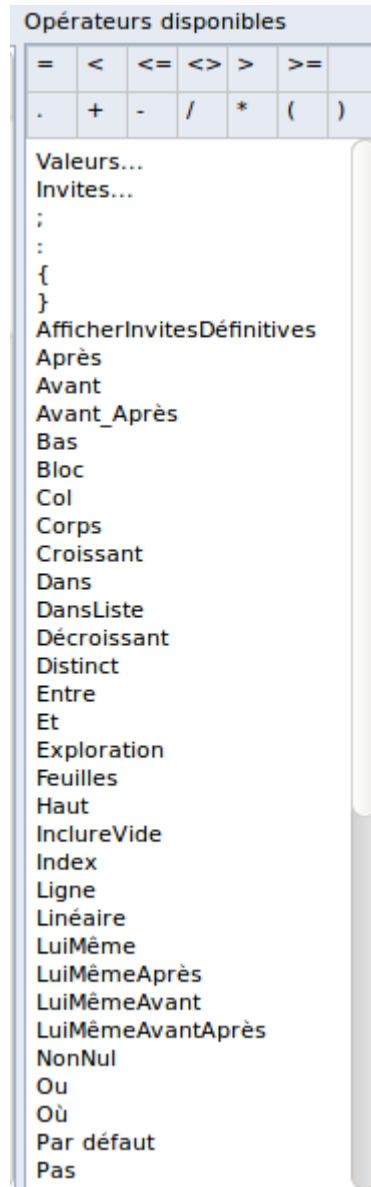 Opérateurs disponibles
= < <= <> > >=
. + - / * ( )
Valeurs...
Invites...
;
:
{
}
AfficherInvitesDéfinitives
Après
Avant
Avant_Après
Bas
Bloc
Col
Corps
Croissant
Dans
DansListe
Décroissant
Distinct
Entre
Et
Exploration
Feuilles
Haut
InclureVide
Index
Ligne
Linéaire
LuiMême
LuiMêmeAprès
LuiMêmeAvant
LuiMêmeAvantAprès
NonNul
Ou
Où
Par défaut
Pas